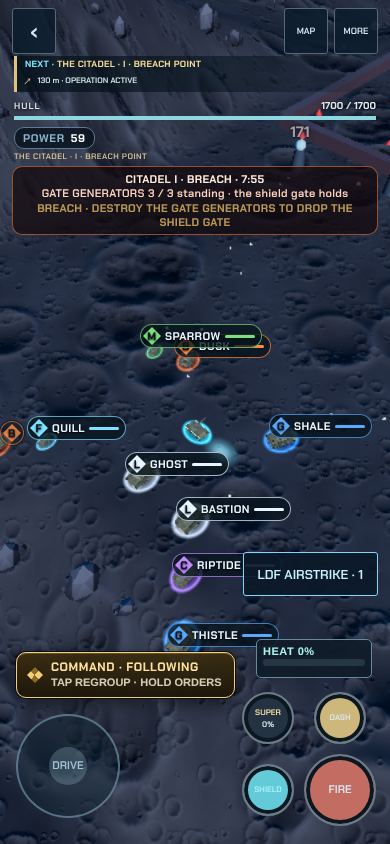 ‹
MAP
MORE
NEXT · THE CITADEL · I · BREACH POINT
130 m · OPERATION ACTIVE
HULL
1700 / 1700
171
POWER 59
THE CITADEL · I · BREACH POINT
CITADEL I · BREACH · 7:55
GATE GENERATORS 3 / 3 standing · the shield gate holds
BREACH · DESTROY THE GATE GENERATORS TO DROP THE
SHIELD GATE
M SPARROW
DUSK
B
F QUILL
G SHALE
L GHOST
L BASTION
C RIPTIDE
LDF AIRSTRIKE · 1
G THISTLE
HEAT 0%
COMMAND · FOLLOWING
TAP REGROUP · HOLD ORDERS
SUPER
0%
DASH
DRIVE
SHIELD
FIRE